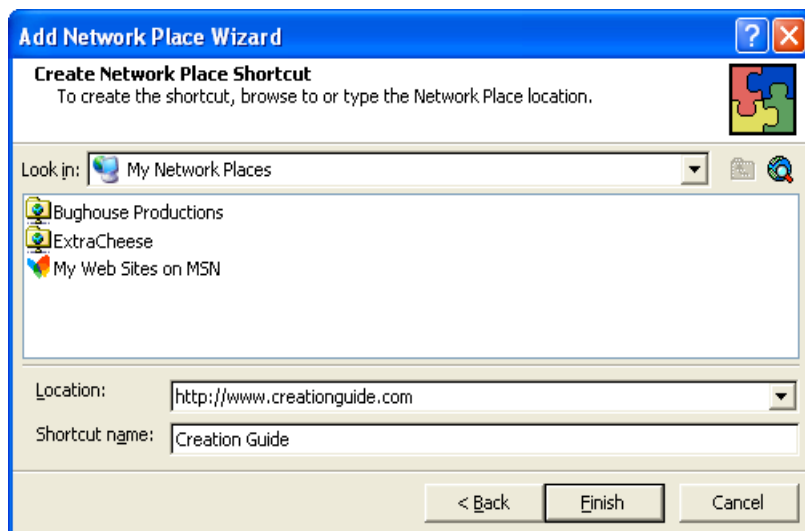 Add Network Place Wizard
Create Network Place Shortcut
To create the shortcut, browse to or type the Network Place location.
Look in: My Network Places
Bughouse Productions
ExtraCheese
My Web Sites on MSN
Location: http://www.creationguide.com
Shortcut name: Creation Guide
< Back Finish Cancel